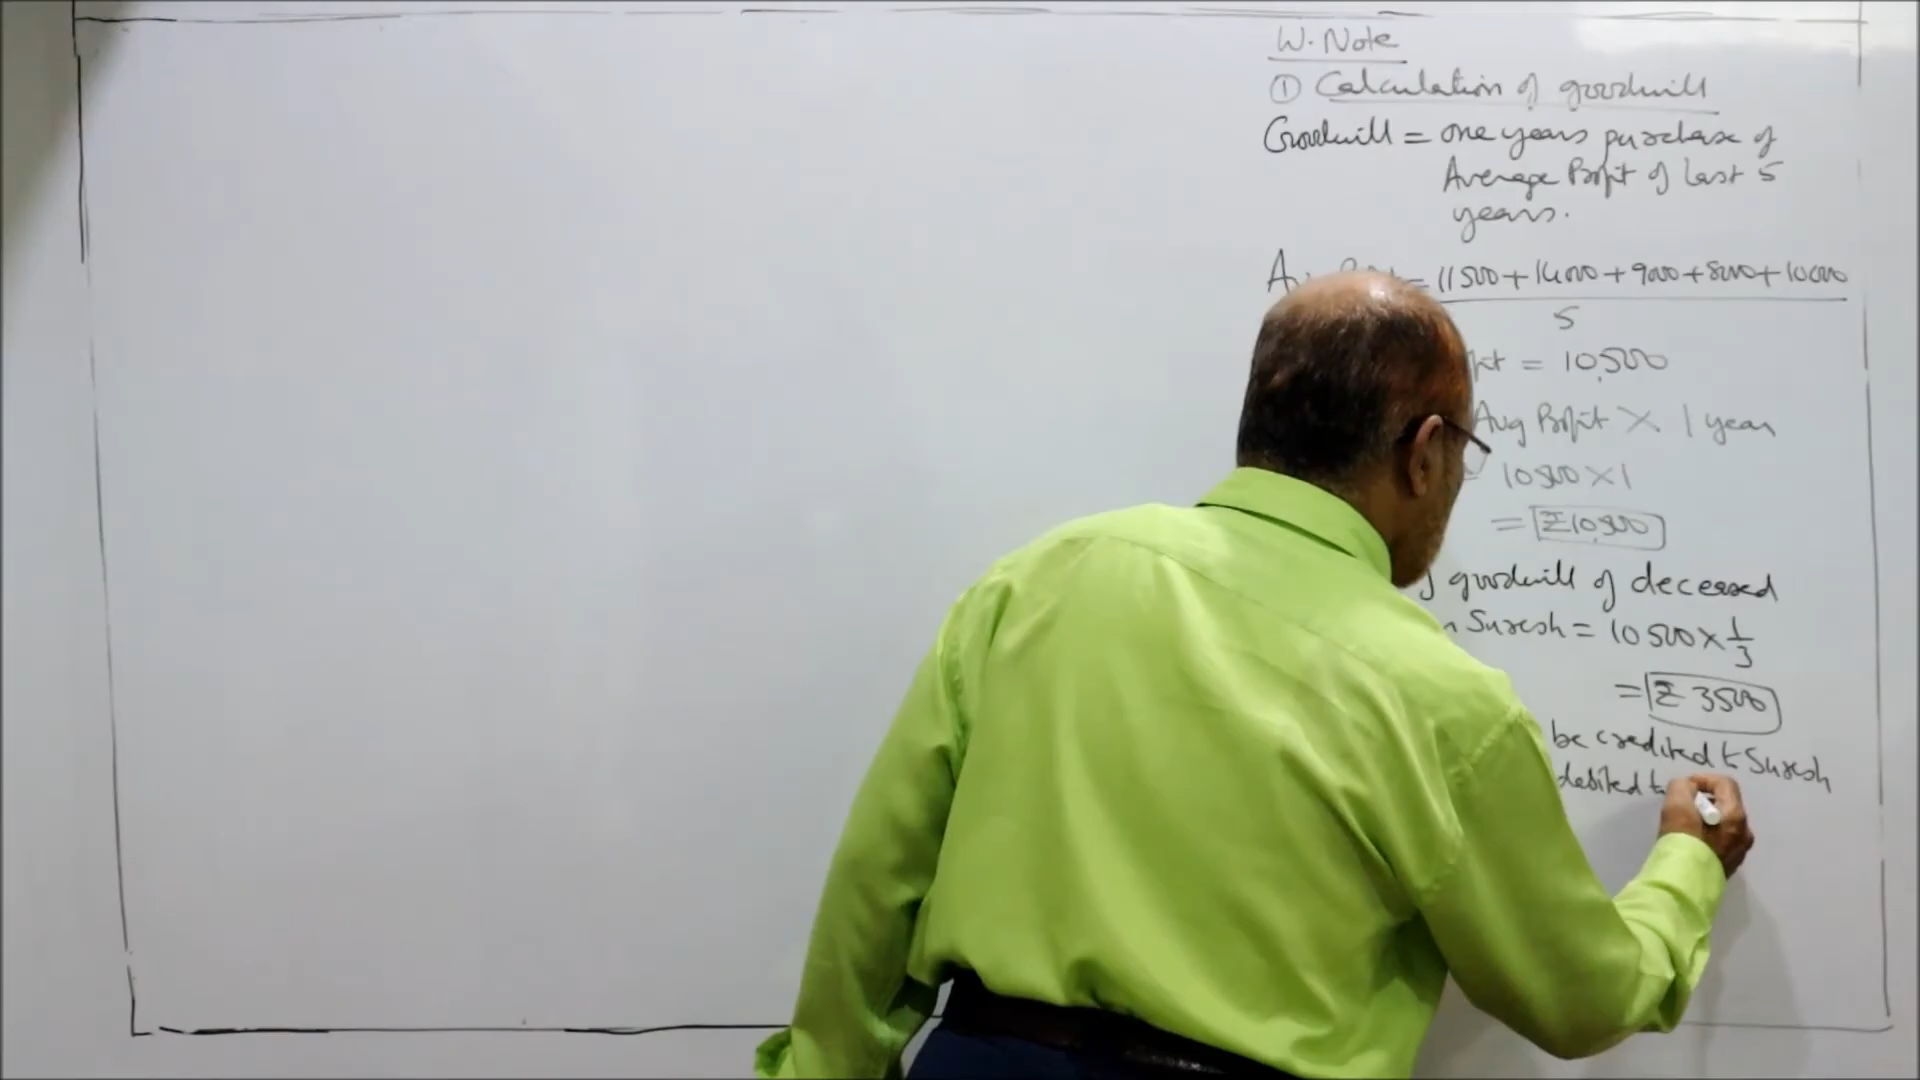 W. Note
① Calculation of goodwill
Goodwill = one years purchase of
Average Profit of last 5
years.
= 11500 + 14000 + 9000 + 8000 + 10000
5
= 10,500
Avg Profit × 1 year
10500 × 1
= ₹10,500
goodwill of deceased
Suresh = 10500 × 1/3
= ₹ 3500
be credited to Suresh
debited to